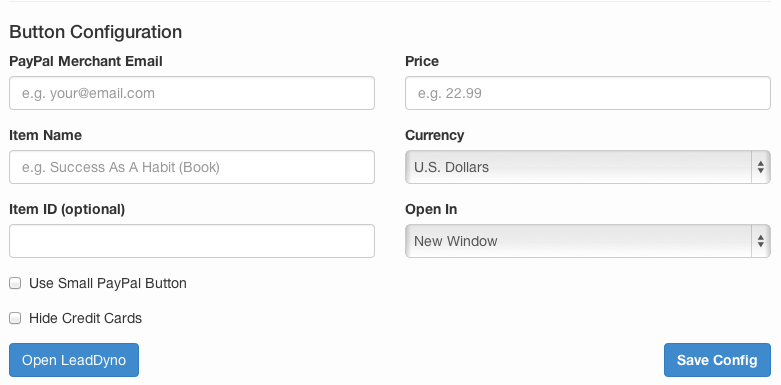 Button Configuration
PayPal Merchant Email
Price
e.g. your@email.com
e.g. 22.99
Item Name
Currency
e.g. Success As A Habit (Book)
U.S. Dollars
Item ID (optional)
Open In
New Window
Use Small PayPal Button
Hide Credit Cards
Open LeadDyno
Save Config